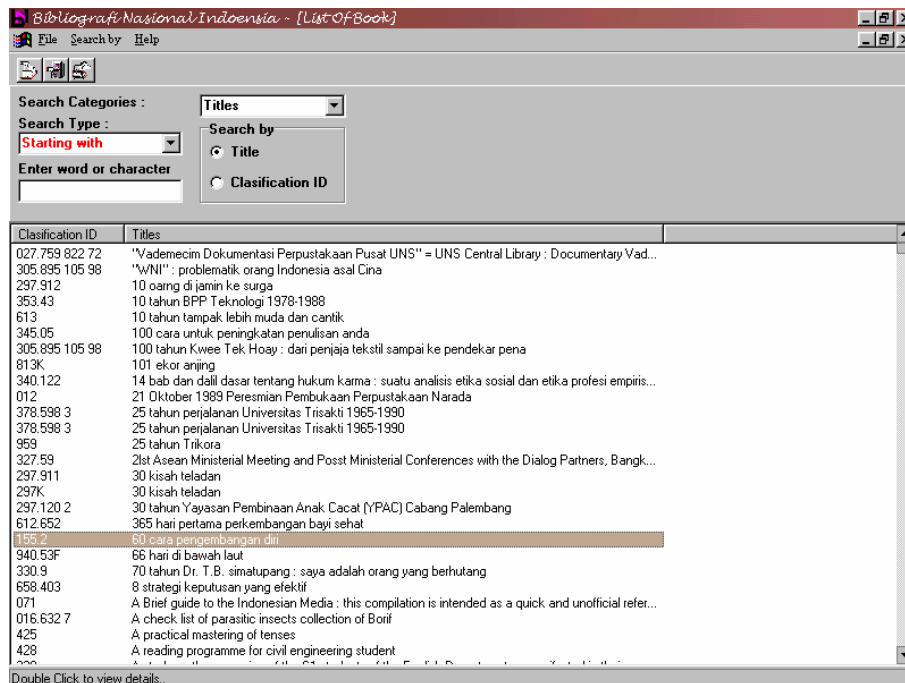 Bibliografi Nasional Indoensia ~ [List Of Book]
File Search by Help
Search Categories : Titles
Search Type :
Starting with
Enter word or character
Search by
Title
Clasification ID
Clasification ID Titles
027.759 822 72 "Vademecim Dokumentasi Perpustakaan Pusat UNS" = UNS Central Library : Documentary Vad...
305.895 105 98 "WNI" : problematik orang Indonesia asal Cina
297.912 10 oarng di jamin ke surga
353.43 10 tahun BPP Teknologi 1978-1988
613 10 tahun tampak lebih muda dan cantik
345.05 100 cara untuk peningkatan penulisan anda
305.895 105 98 100 tahun Kwee Tek Hoay : dari penjaja tekstil sampai ke pendekar pena
813K 101 ekor anjing
340.122 14 bab dan dalil dasar tentang hukum karma : suatu analisis etika sosial dan etika profesi empiris...
012 21 Oktober 1989 Peresmian Pembukaan Perpustakaan Narada
378.598 3 25 tahun perjalanan Universitas Trisakti 1965-1990
378.598 3 25 tahun perjalanan Universitas Trisakti 1965-1990
959 25 tahun Trikora
327.59 2lst Asean Ministerial Meeting and Posst Ministerial Conferences with the Dialog Partners, Bangk...
297.911 30 kisah teladan
297K 30 kisah teladan
297.120 2 30 tahun Yayasan Pembinaan Anak Cacat (YPAC) Cabang Palembang
612.652 365 hari pertama perkembangan bayi sehat
155.2 60 cara pengembangan diri
940.53F 66 hari di bawah laut
330.9 70 tahun Dr. T.B. simatupang : saya adalah orang yang berhutang
658.403 8 strategi keputusan yang efektif
071 A Brief guide to the Indonesian Media : this compilation is intended as a quick and unofficial refer...
016.632 7 A check list of parasitic insects collection of Borif
425 A practical mastering of tenses
428 A reading programme for civil engineering student
Double Click to view details..